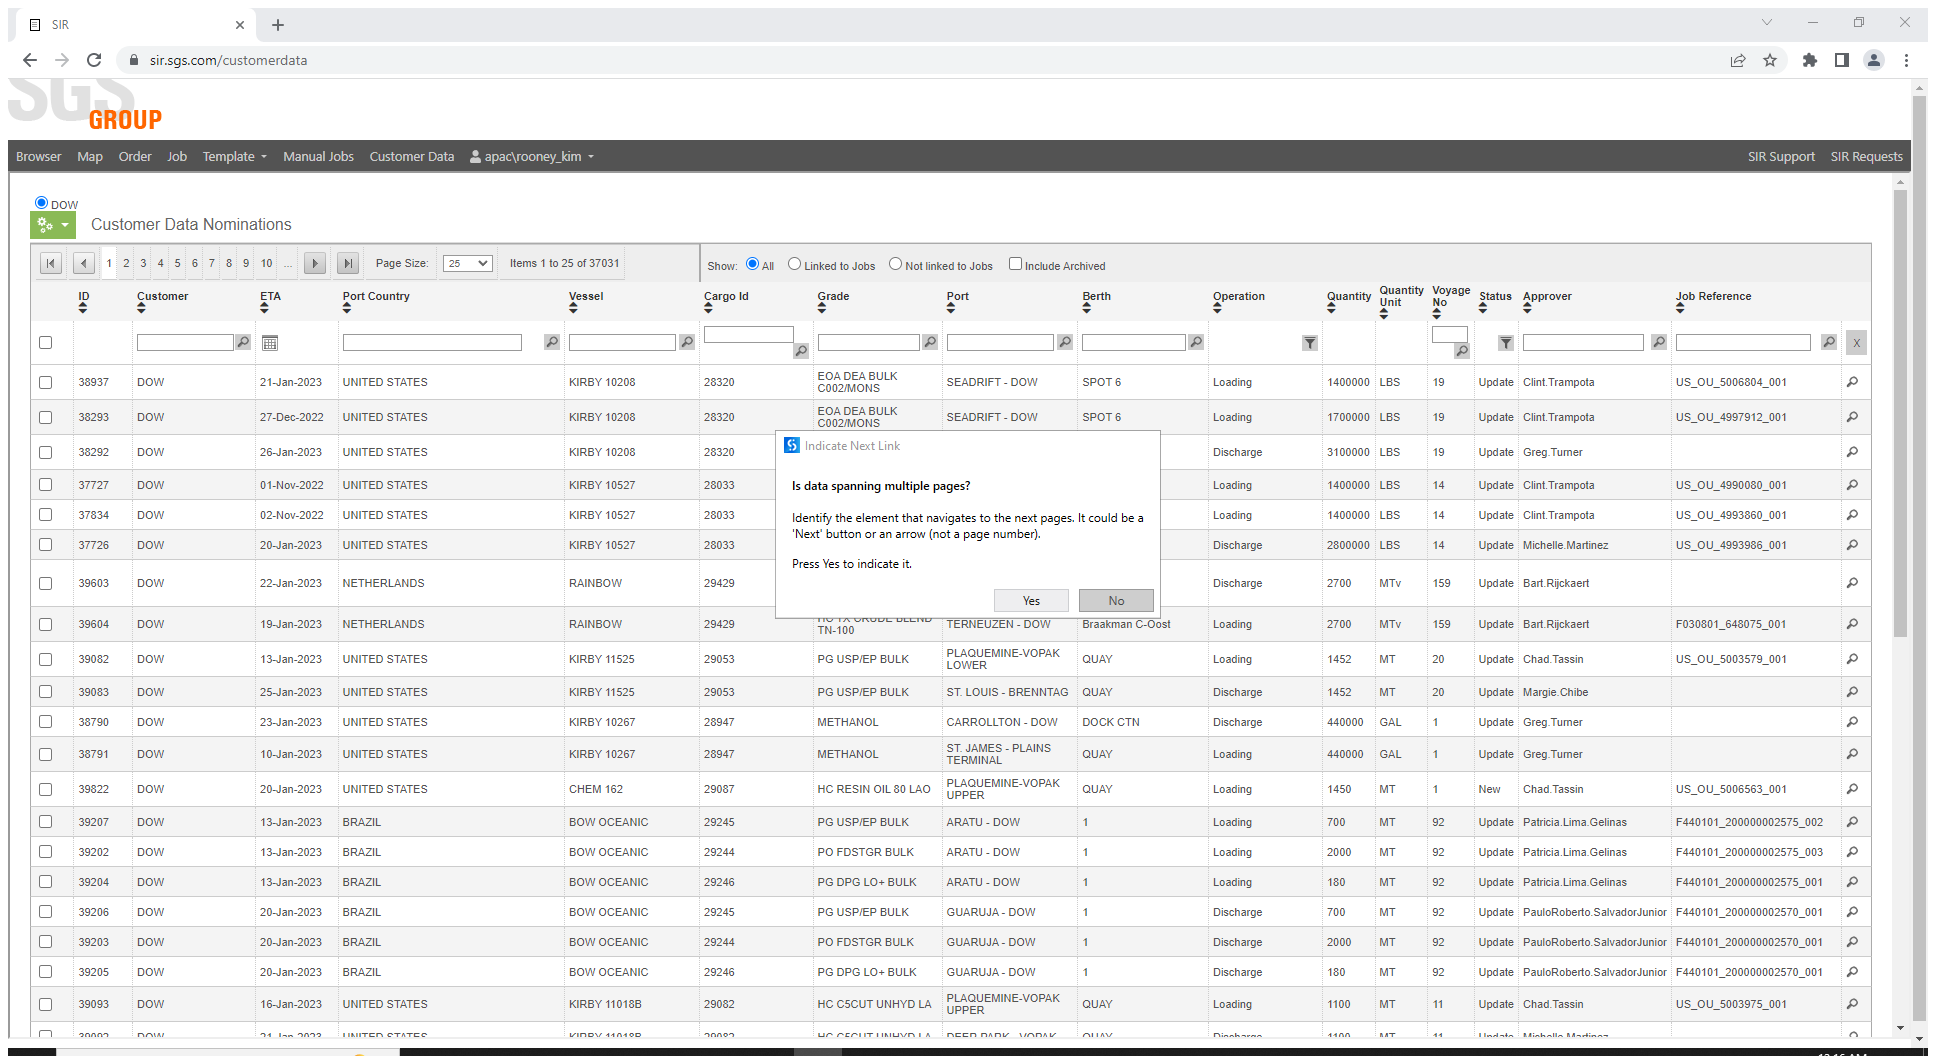 SIR
sir.sgs.com/customerdata
SGS
GROUP
Browser Map Order Job Template Manual Jobs Customer Data apac\rooney_kim SIR Support SIR Requests
DOW
Customer Data Nominations
1 2 3 4 5 6 7 8 9 10 ... Page Size: 25 Items 1 to 25 of 37031 Show: All Linked to Jobs Not linked to Jobs Include Archived
ID Customer ETA Port Country Vessel Cargo Id Grade Port Berth Operation Quantity Quantity Unit Voyage No Status Approver Job Reference
X
38937 DOW 21-Jan-2023 UNITED STATES KIRBY 10208 28320 EOA DEA BULK C002/MONS SEADRIFT - DOW SPOT 6 Loading 1400000 LBS 19 Update Clint.Trampota US_OU_5006804_001
38293 DOW 27-Dec-2022 UNITED STATES KIRBY 10208 28320 EOA DEA BULK C002/MONS SEADRIFT - DOW SPOT 6 Loading 1700000 LBS 19 Update Clint.Trampota US_OU_4997912_001
38292 DOW 26-Jan-2023 UNITED STATES KIRBY 10208 28320 Discharge 3100000 LBS 19 Update Greg.Turner
37727 DOW 01-Nov-2022 UNITED STATES KIRBY 10527 28033 Loading 1400000 LBS 14 Update Clint.Trampota US_OU_4990080_001
37834 DOW 02-Nov-2022 UNITED STATES KIRBY 10527 28033 Loading 1400000 LBS 14 Update Clint.Trampota US_OU_4993860_001
37726 DOW 20-Jan-2023 UNITED STATES KIRBY 10527 28033 Discharge 2800000 LBS 14 Update Michelle.Martinez US_OU_4993986_001
39603 DOW 22-Jan-2023 NETHERLANDS RAINBOW 29429 Discharge 2700 MTv 159 Update Bart.Rijckaert
Indicate Next Link
Is data spanning multiple pages?
Identify the element that navigates to the next pages. It could be a
'Next' button or an arrow (not a page number).
Press Yes to indicate it.
Yes No
39604 DOW 19-Jan-2023 NETHERLANDS RAINBOW 29429 TN-100 TERNEUZEN - DOW Braakman C-Oost Loading 2700 MTv 159 Update Bart.Rijckaert F030801_648075_001
39082 DOW 13-Jan-2023 UNITED STATES KIRBY 11525 29053 PG USP/EP BULK PLAQUEMINE-VOPAK LOWER QUAY Loading 1452 MT 20 Update Chad.Tassin US_OU_5003579_001
39083 DOW 25-Jan-2023 UNITED STATES KIRBY 11525 29053 PG USP/EP BULK ST. LOUIS - BRENNTAG QUAY Discharge 1452 MT 20 Update Margie.Chibe
38790 DOW 23-Jan-2023 UNITED STATES KIRBY 10267 28947 METHANOL CARROLLTON - DOW DOCK CTN Discharge 440000 GAL 1 Update Greg.Turner
38791 DOW 10-Jan-2023 UNITED STATES KIRBY 10267 28947 METHANOL ST. JAMES - PLAINS TERMINAL QUAY Loading 440000 GAL 1 Update Greg.Turner
39822 DOW 20-Jan-2023 UNITED STATES CHEM 162 29087 HC RESIN OIL 80 LAO PLAQUEMINE-VOPAK UPPER QUAY Loading 1450 MT 1 New Chad.Tassin US_OU_5006563_001
39207 DOW 13-Jan-2023 BRAZIL BOW OCEANIC 29245 PG USP/EP BULK ARATU - DOW 1 Loading 700 MT 92 Update Patricia.Lima.Gelinas F440101_200000002575_002
39202 DOW 13-Jan-2023 BRAZIL BOW OCEANIC 29244 PO FDSTGR BULK ARATU - DOW 1 Loading 2000 MT 92 Update Patricia.Lima.Gelinas F440101_200000002575_003
39204 DOW 13-Jan-2023 BRAZIL BOW OCEANIC 29246 PG DPG LO+ BULK ARATU - DOW 1 Loading 180 MT 92 Update Patricia.Lima.Gelinas F440101_200000002575_001
39206 DOW 20-Jan-2023 BRAZIL BOW OCEANIC 29245 PG USP/EP BULK GUARUJA - DOW 1 Discharge 700 MT 92 Update PauloRoberto.SalvadorJunior F440101_200000002570_001
39203 DOW 20-Jan-2023 BRAZIL BOW OCEANIC 29244 PO FDSTGR BULK GUARUJA - DOW 1 Discharge 2000 MT 92 Update PauloRoberto.SalvadorJunior F440101_200000002570_001
39205 DOW 20-Jan-2023 BRAZIL BOW OCEANIC 29246 PG DPG LO+ BULK GUARUJA - DOW 1 Discharge 180 MT 92 Update PauloRoberto.SalvadorJunior F440101_200000002570_001
39093 DOW 16-Jan-2023 UNITED STATES KIRBY 11018B 29082 HC C5CUT UNHYD LA PLAQUEMINE-VOPAK UPPER QUAY Loading 1100 MT 11 Update Chad.Tassin US_OU_5003975_001